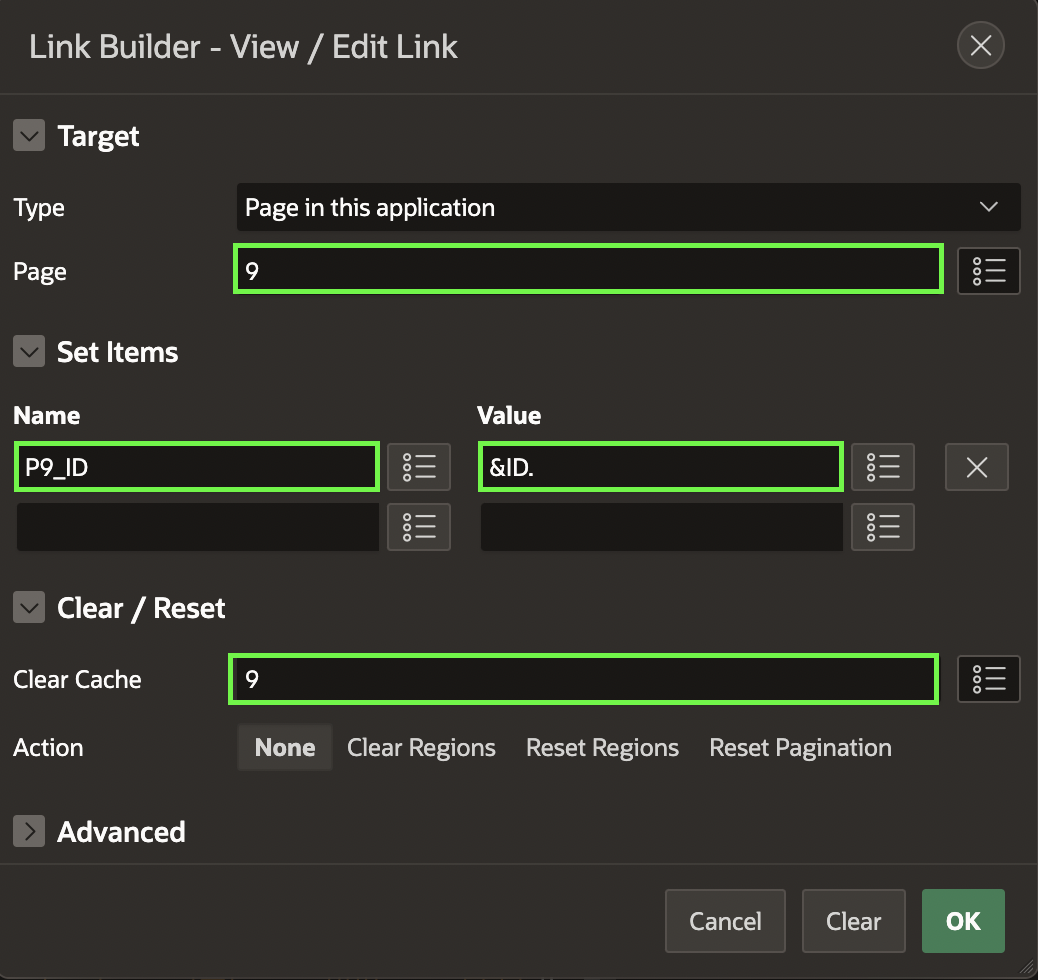 Link Builder - View / Edit Link
Target
Type Page in this application
Page 9
Set Items
Name Value
P9_ID &ID.
Clear / Reset
Clear Cache 9
Action None Clear Regions Reset Regions Reset Pagination
Advanced
Cancel Clear OK